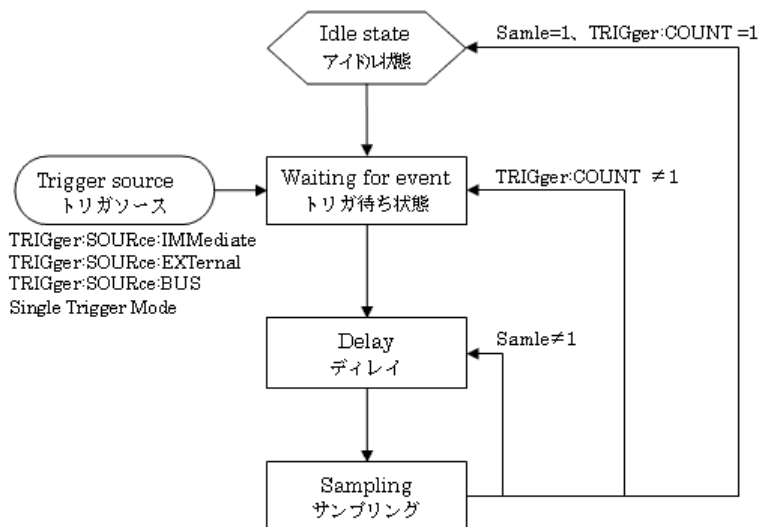 Idle state
アイドル状態
Samle=1、TRIGger:COUNT =1
Trigger source
トリガソース
Waiting for event
トリガ待ち状態
TRIGger:COUNT ≠1
TRIGger:SOURce:IMMediate
TRIGger:SOURce:EXTernal
TRIGger:SOURce:BUS
Single Trigger Mode
Delay
ディレイ
Samle≠1
Sampling
サンプリング